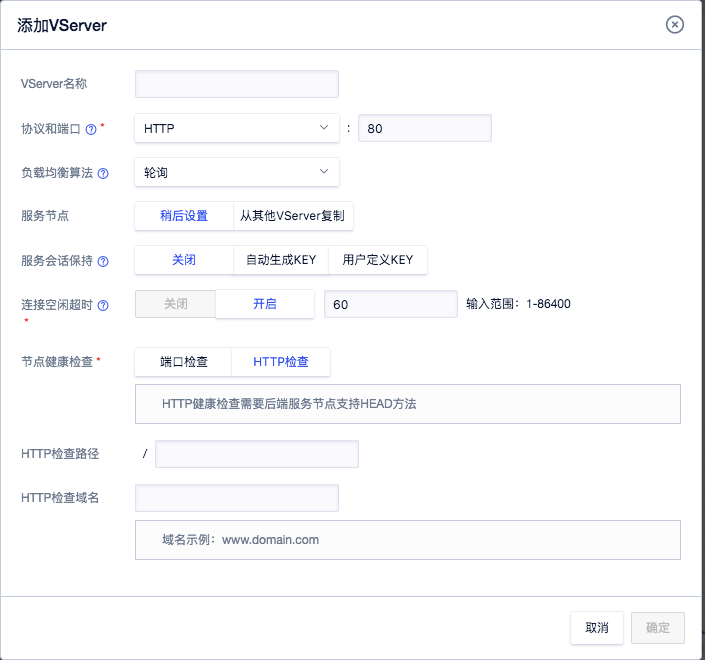 添加VServer
VServer名称
协议和端口 * HTTP : 80
负载均衡算法 轮询
服务节点 稍后设置 从其他VServer复制
服务会话保持 关闭 自动生成KEY 用户定义KEY
连接空闲超时 * 关闭 开启 60 输入范围：1-86400
节点健康检查 * 端口检查 HTTP检查
HTTP健康检查需要后端服务节点支持HEAD方法
HTTP检查路径 /
HTTP检查域名
域名示例：www.domain.com
取消 确定